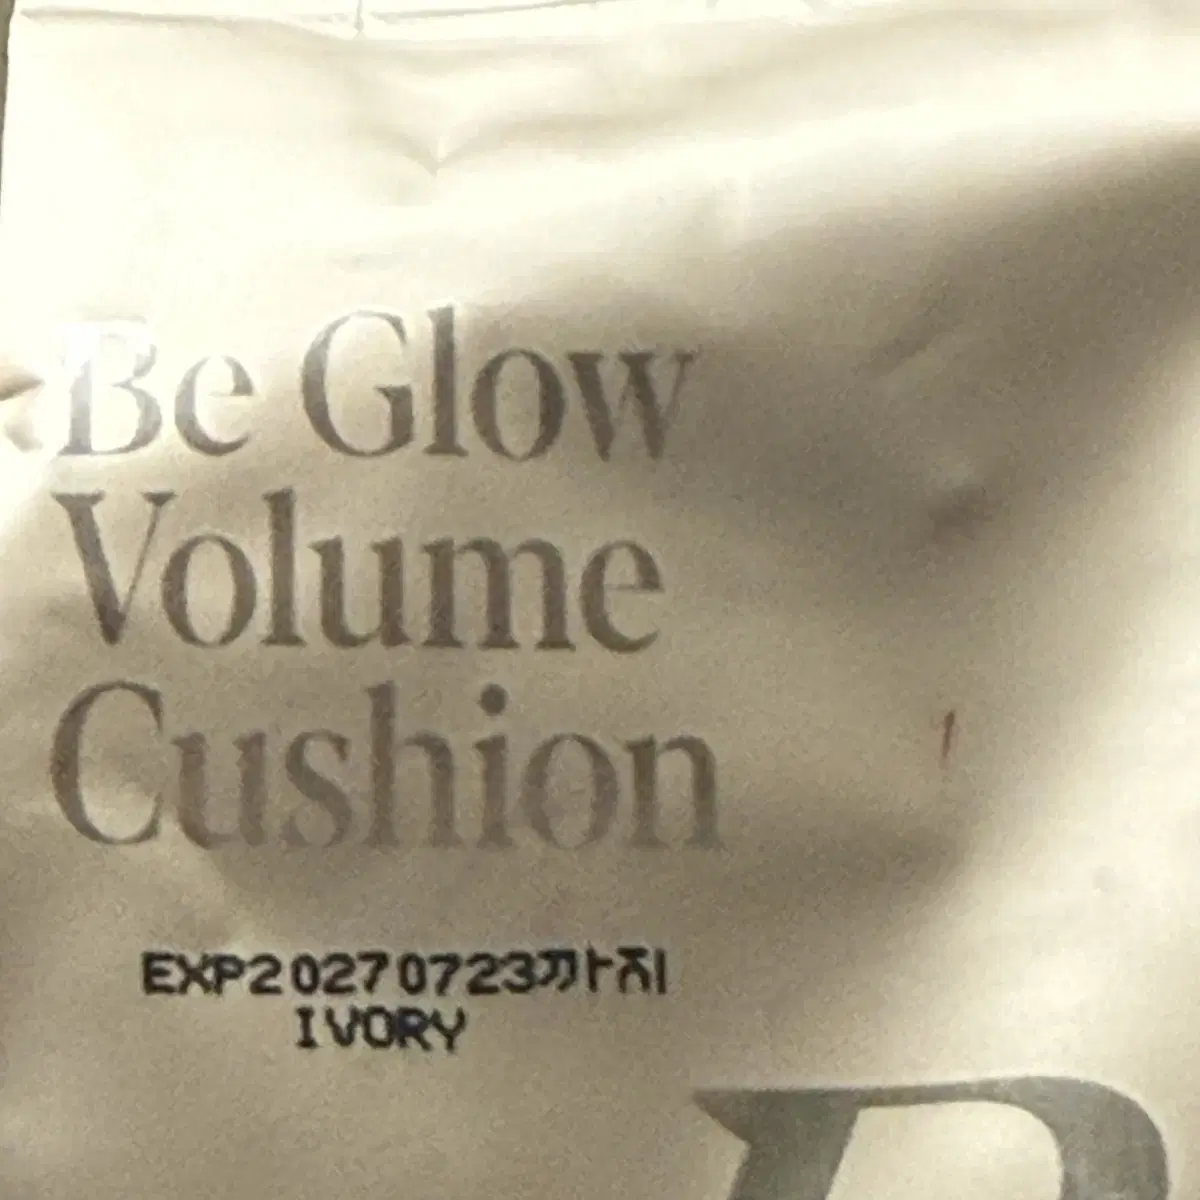 Be Glow
Volume
Cushion
EXP20270723까지
IVORY